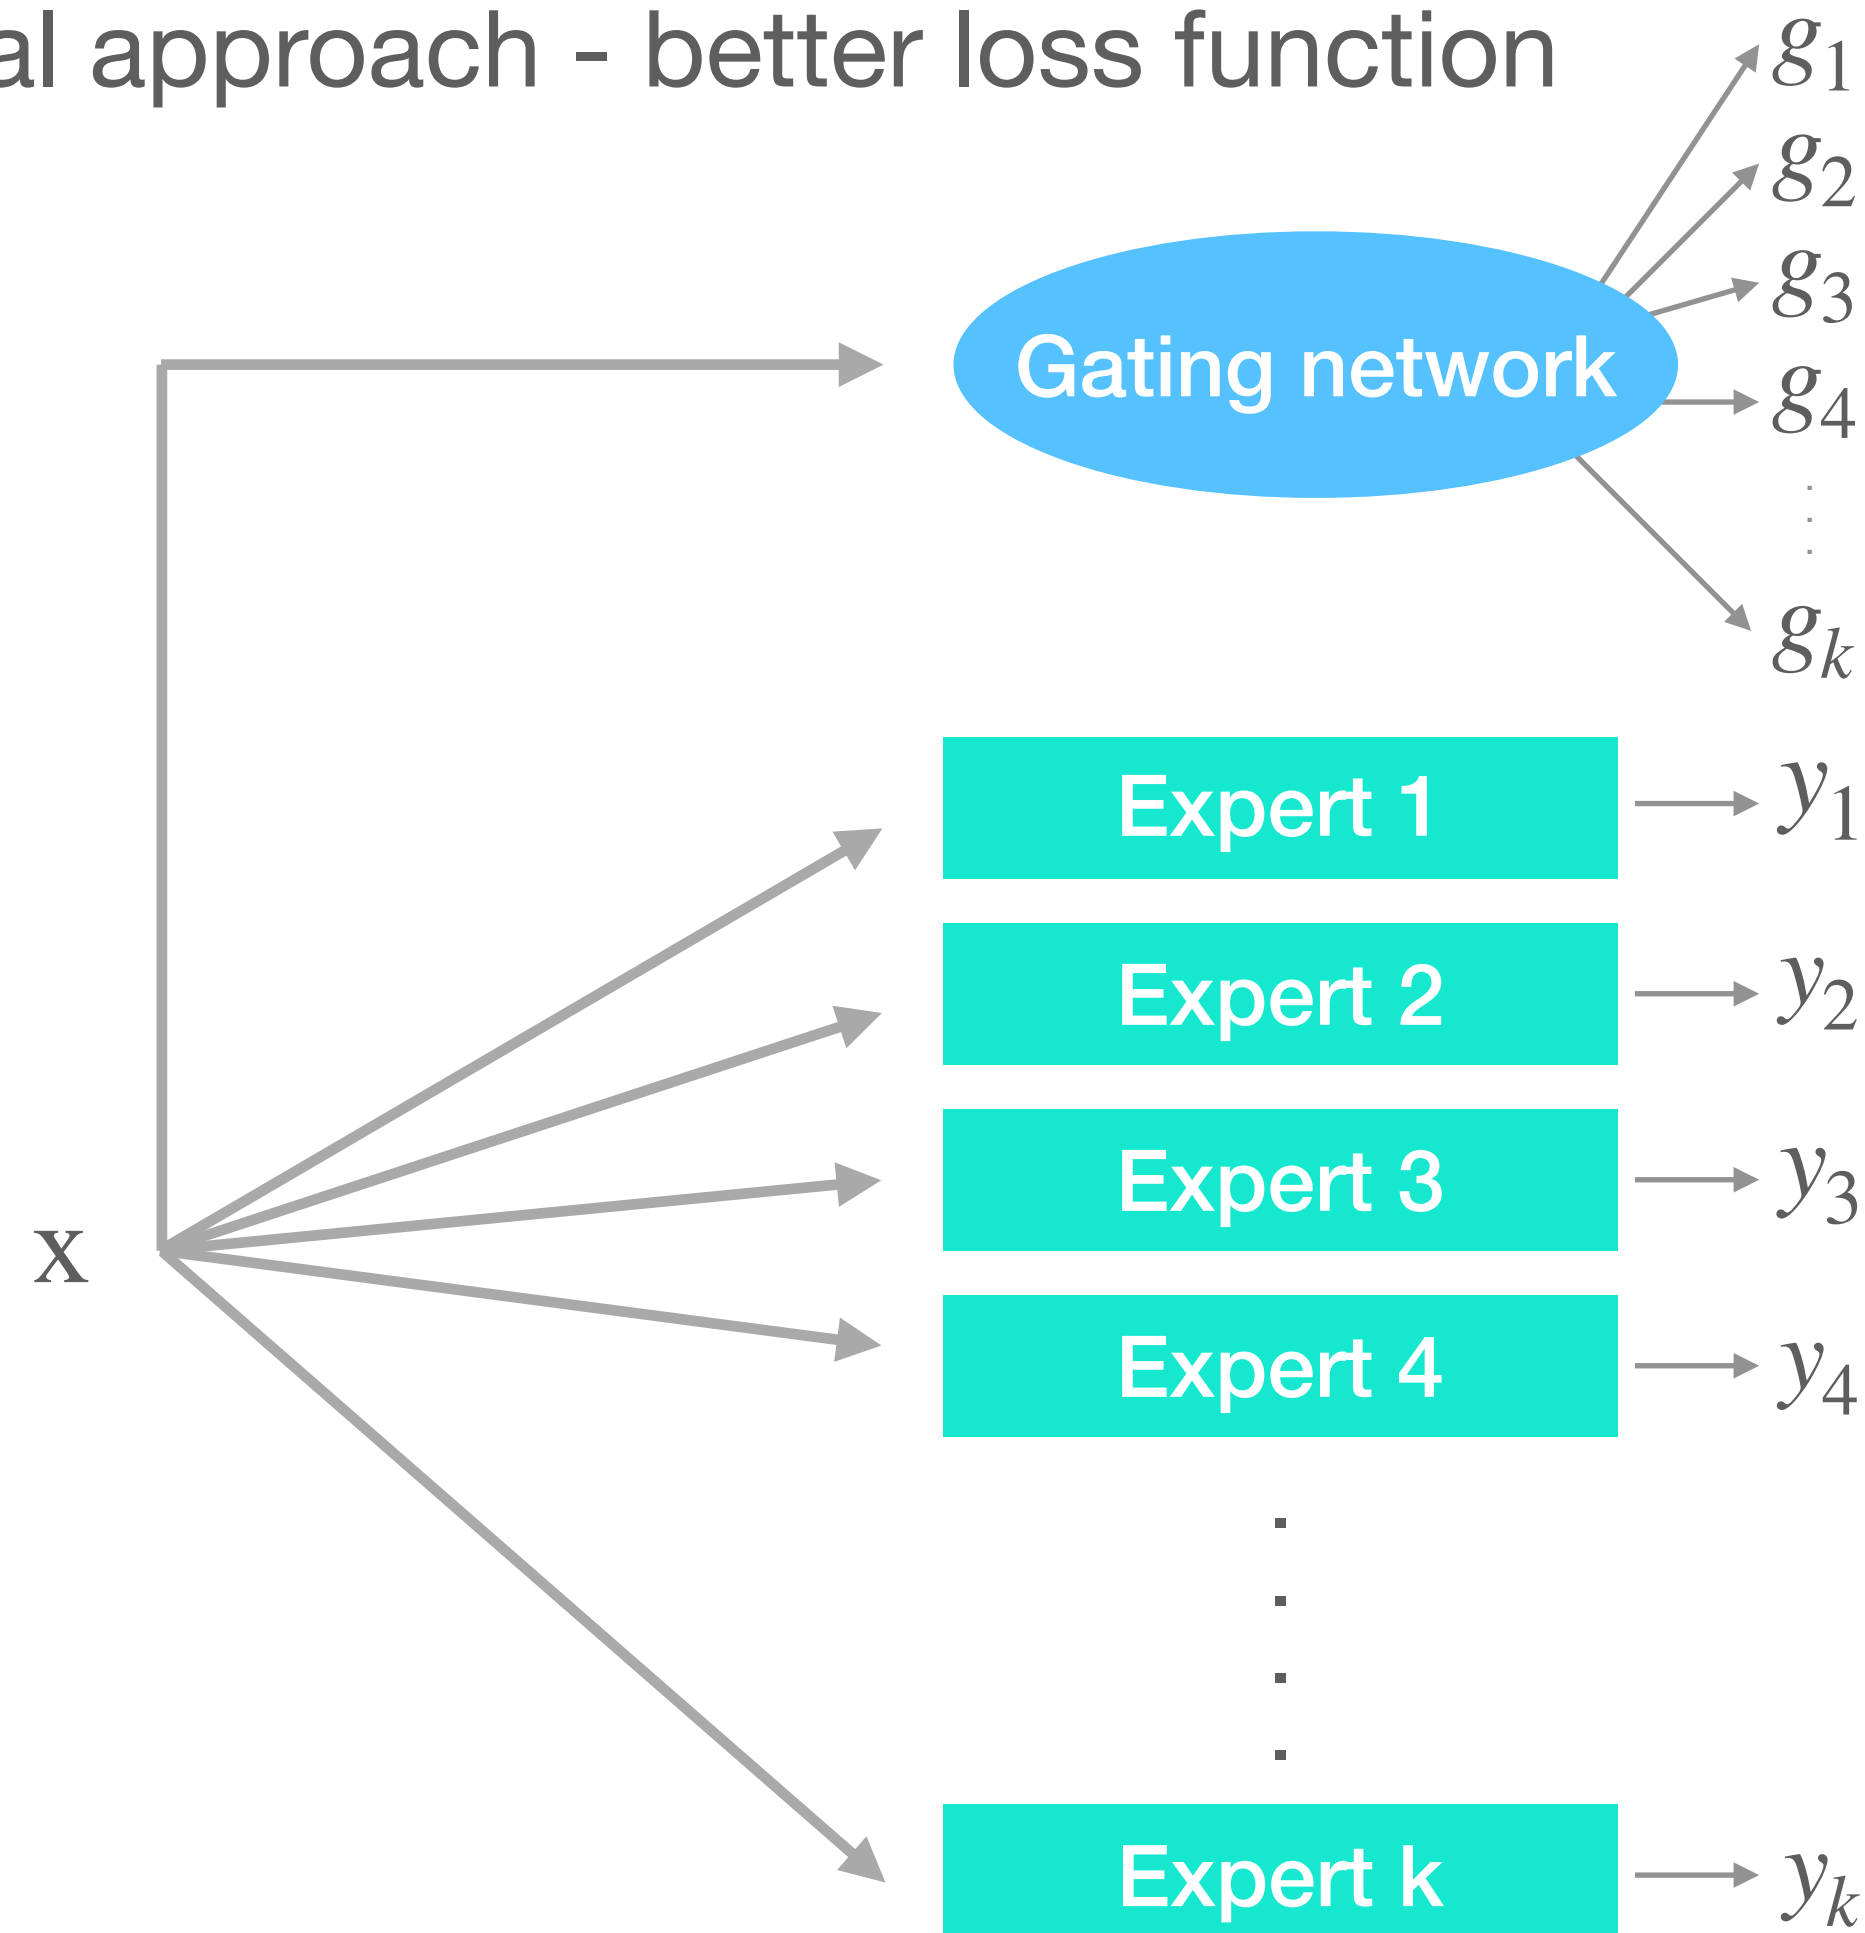 al approach - better loss function
g1
g2
g3
Gating network
g4
.
.
.
gk
Expert 1
y1
Expert 2
y2
Expert 3
y3
x
Expert 4
y4
.
.
.
.
Expert k
yk